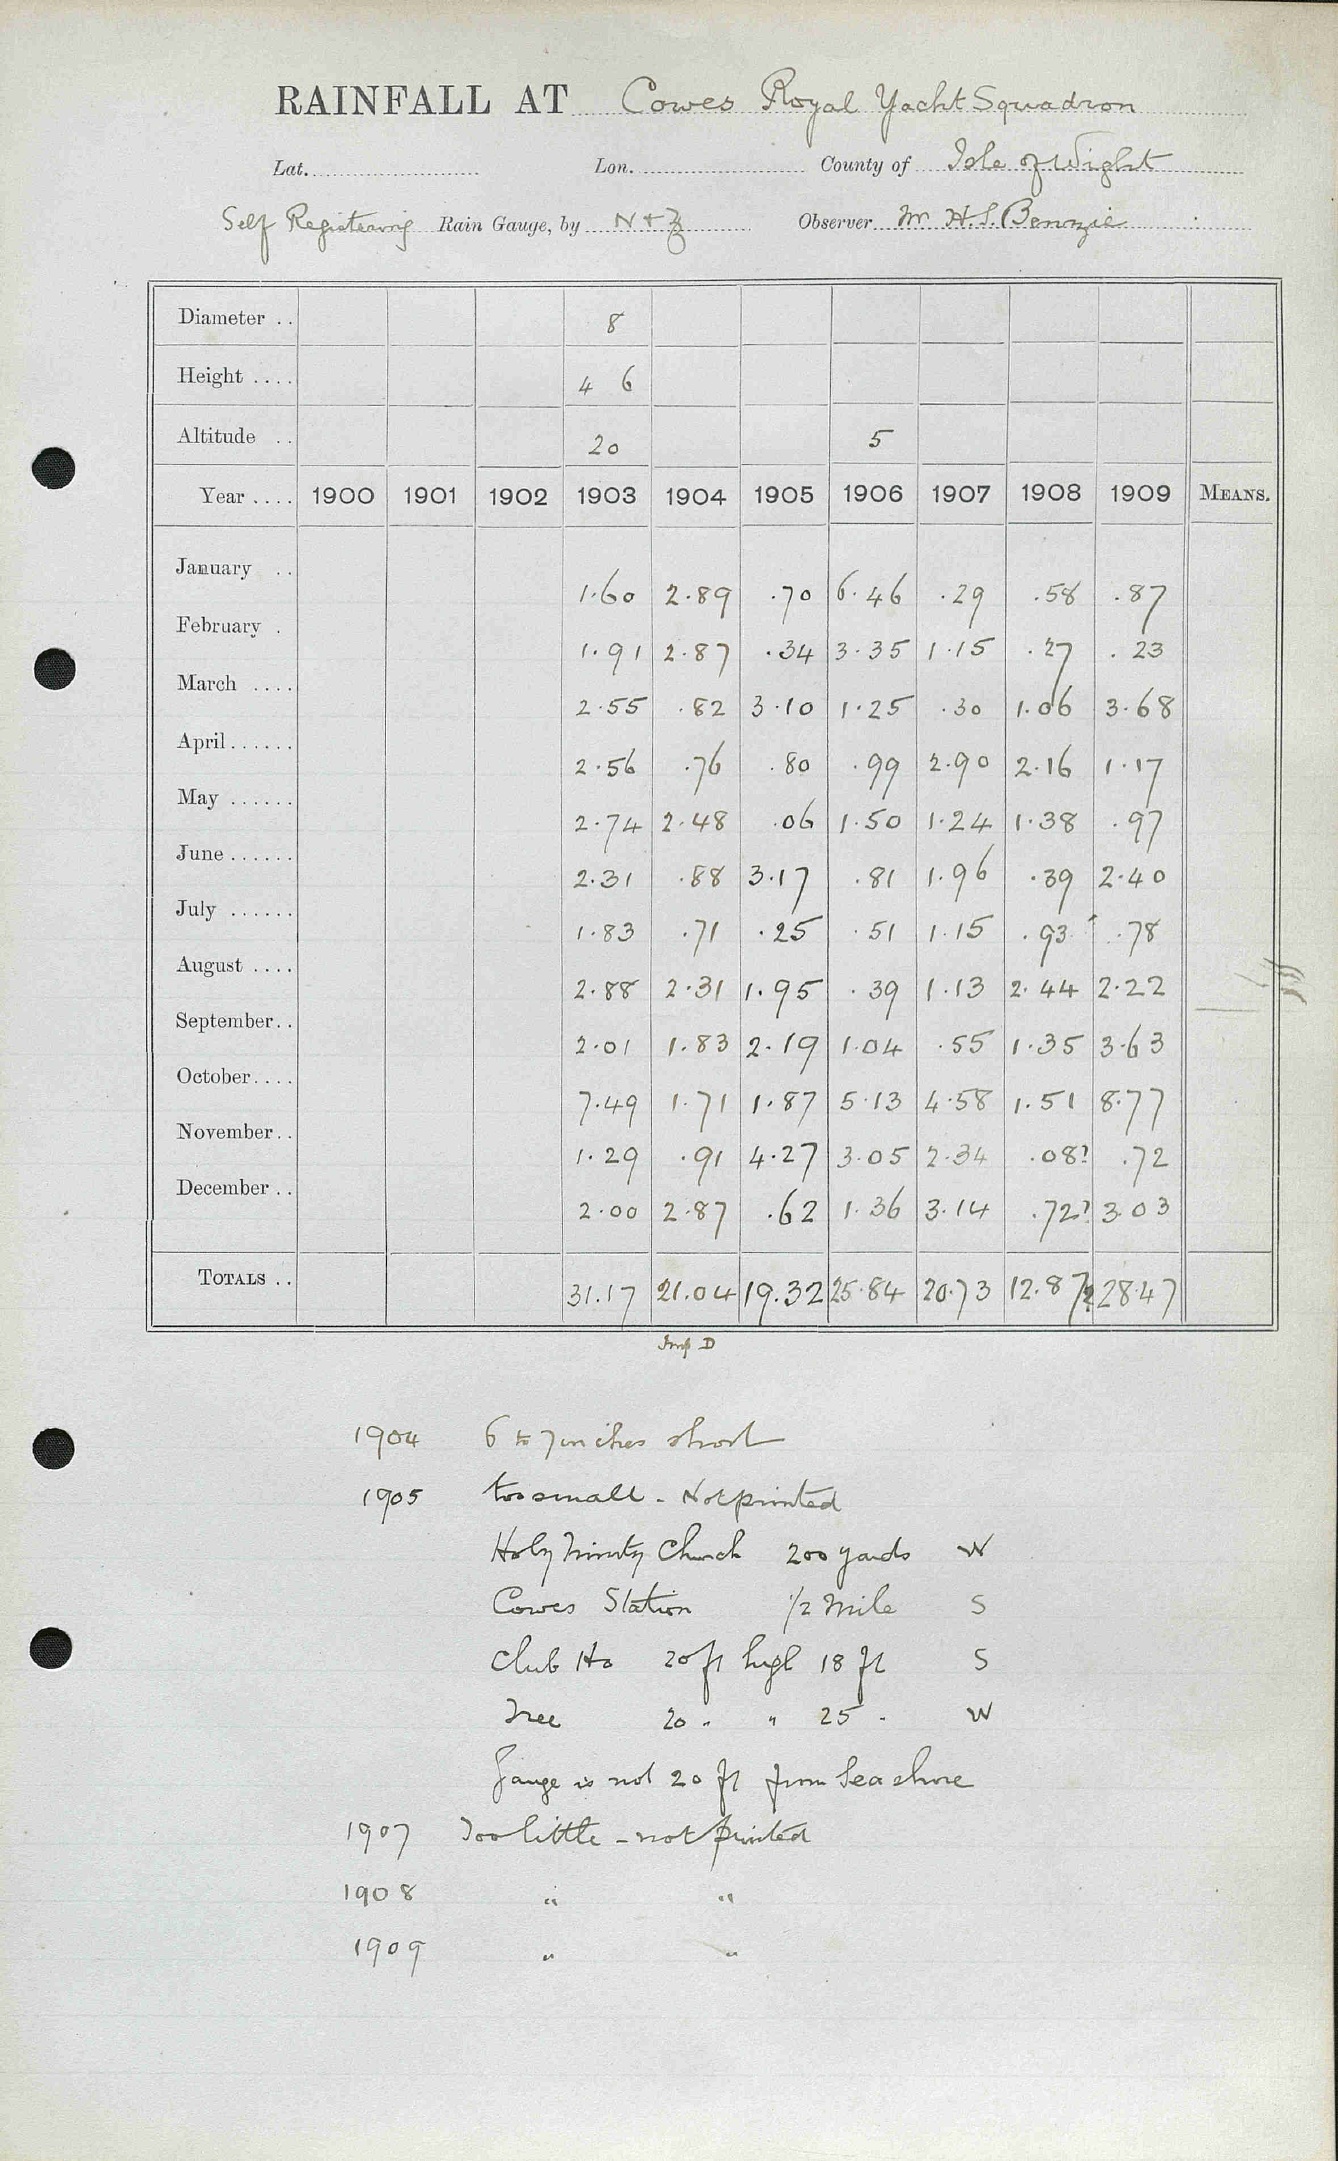 RAINFALL AT Cowes Royal Yacht Squadron
Lat. Lon. County of Isle of Wight
Self Registering Rain Gauge, by N & Z Observer Mr H.S. Benzie
Diameter .. 8
Height .... 4 6
Altitude .. 20 5
Year .... 1900 1901 1902 1903 1904 1905 1906 1907 1908 1909 MEANS.
January .. 1.60 2.89 .70 6.46 .29 .58 .87
February . 1.91 2.87 .34 3.35 1.15 .27 .23
March .... 2.55 .82 3.10 1.25 .30 1.06 3.68
April...... 2.56 .76 .80 .99 2.90 2.16 1.17
May ...... 2.74 2.48 .06 1.50 1.24 1.38 .97
June...... 2.31 .88 3.17 .81 1.96 .39 2.40
July ...... 1.83 .71 .25 .51 1.15 .93 .78
August .... 2.88 2.31 1.95 .39 1.13 2.44 2.22
September.. 2.01 1.83 2.19 1.04 .55 1.35 3.63
October.... 7.49 1.71 1.87 5.13 4.58 1.51 8.77
November.. 1.29 .91 4.27 3.05 2.34 .08? .72
December .. 2.00 2.87 .62 1.36 3.14 .72? 3.03
TOTALS .. 31.17 21.04 19.32 25.84 20.73 12.87? 28.47
Imp D
1904 6 to 7 inches short
1905 too small - Not printed
Holy Trinity Church 200 yards W
Cowes Station 1/2 Mile S
Club Ho 20 ft high 18 ft S
Tree 20 " " 25 " W
Gauge is not 20 ft from Sea shore
1907 Too little - not printed
1908 " "
1909 " "